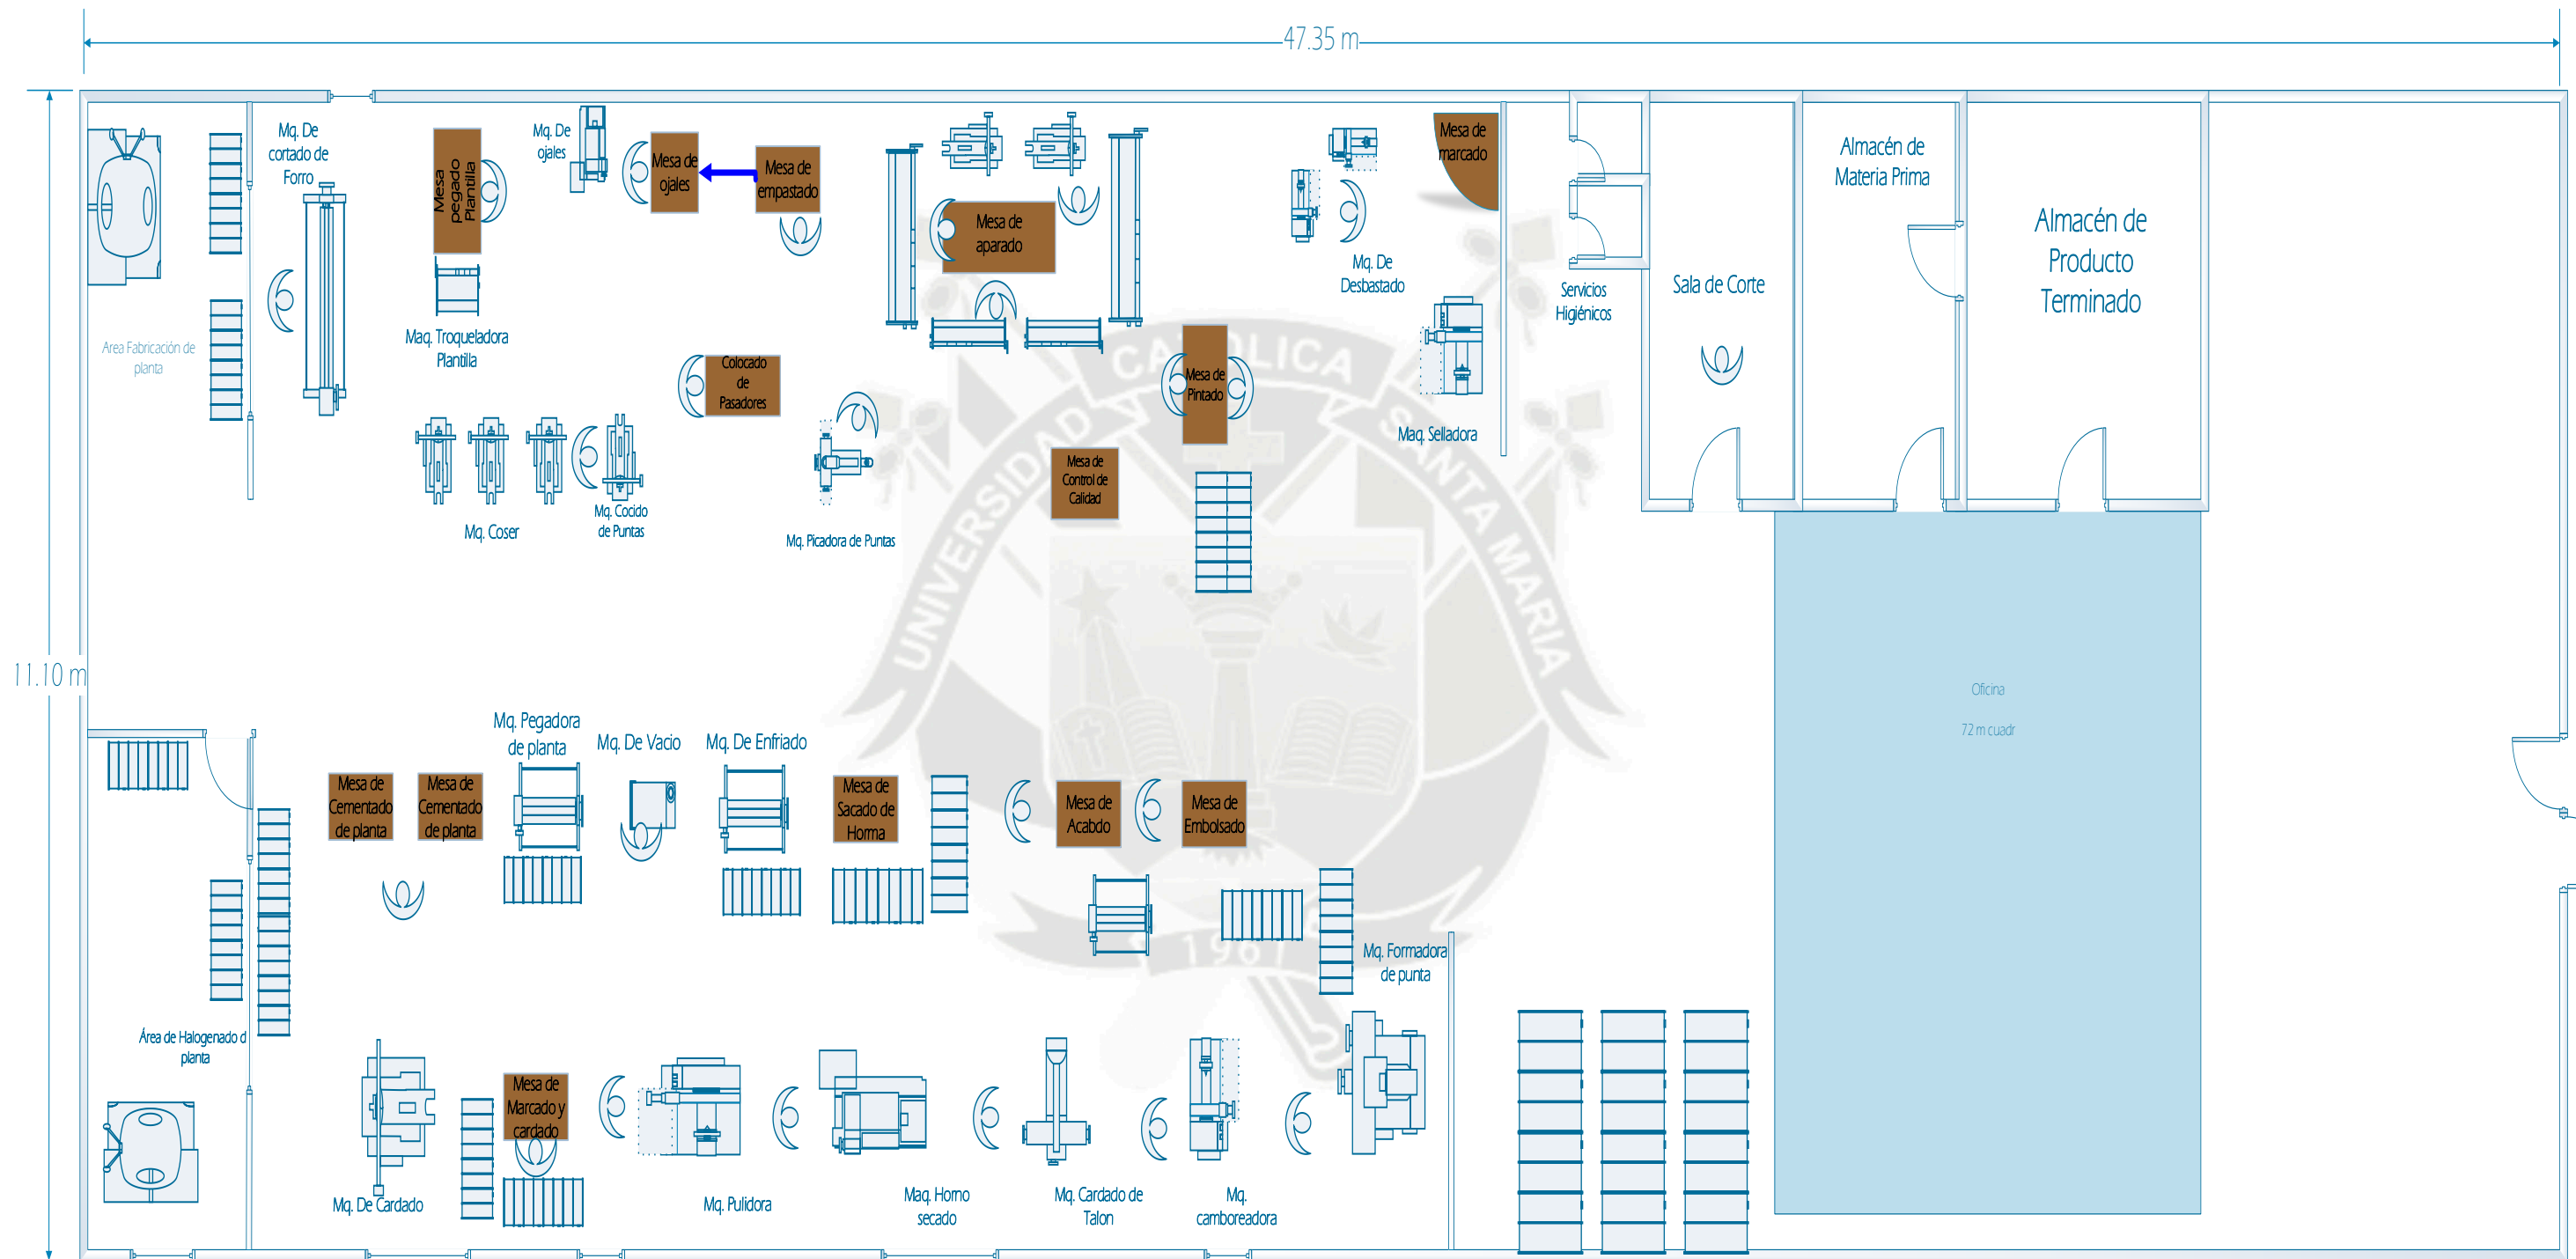 47.35 m
11.10 m
Mq. De
cortado de
Forro
Mesa
pegado
Plantilla
Mq. De
ojales
Mesa de
ojales
Mesa de
empastado
Mesa de
aparado
Mq. De
Desbastado
Mesa de
marcado
Servicios
Higiénicos
Sala de Corte
Almacén de
Materia Prima
Almacén de
Producto
Terminado
Area Fabricación de
planta
Maq. Troqueladora
Plantilla
Colocado
de
Pasadores
Mesa de
Pintado
Maq. Selladora
Mq. Coser
Mq. Cocido
de Puntas
Mq. Picadora de Puntas
Mesa de
Control de
Calidad
UNIVERSIDAD
CATOLICA
SANTA MARIA
Oficina
72 m cuadr
Mq. Pegadora
de planta
Mq. De Vacio
Mq. De Enfriado
Mesa de
Cementado
de planta
Mesa de
Cementado
de planta
Mesa de
Sacado de
Horma
Mesa de
Acabdo
Mesa de
Embolsado
1961
Mq. Formadora
de punta
Área de Halogenado d
planta
Mesa de
Marcado y
cardado
Mq. De Cardado
Mq. Pulidora
Maq. Horno
secado
Mq. Cardado de
Talon
Mq.
camboreadora